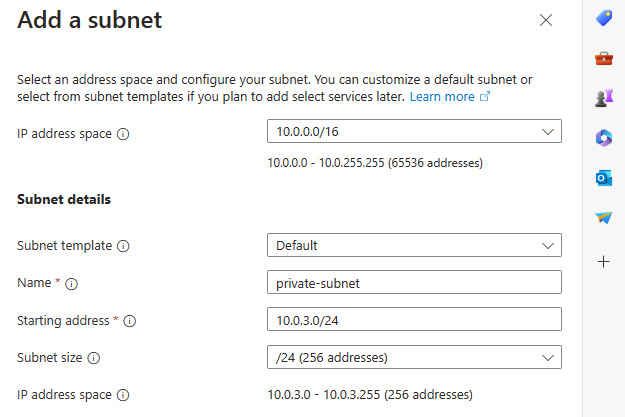 Add a subnet
Select an address space and configure your subnet. You can customize a default subnet or
select from subnet templates if you plan to add select services later. Learn more
IP address space
10.0.0.0/16
10.0.0.0 - 10.0.255.255 (65536 addresses)
Subnet details
Subnet template
Default
Name *
private-subnet
Starting address *
10.0.3.0/24
Subnet size
/24 (256 addresses)
IP address space
10.0.3.0 - 10.0.3.255 (256 addresses)